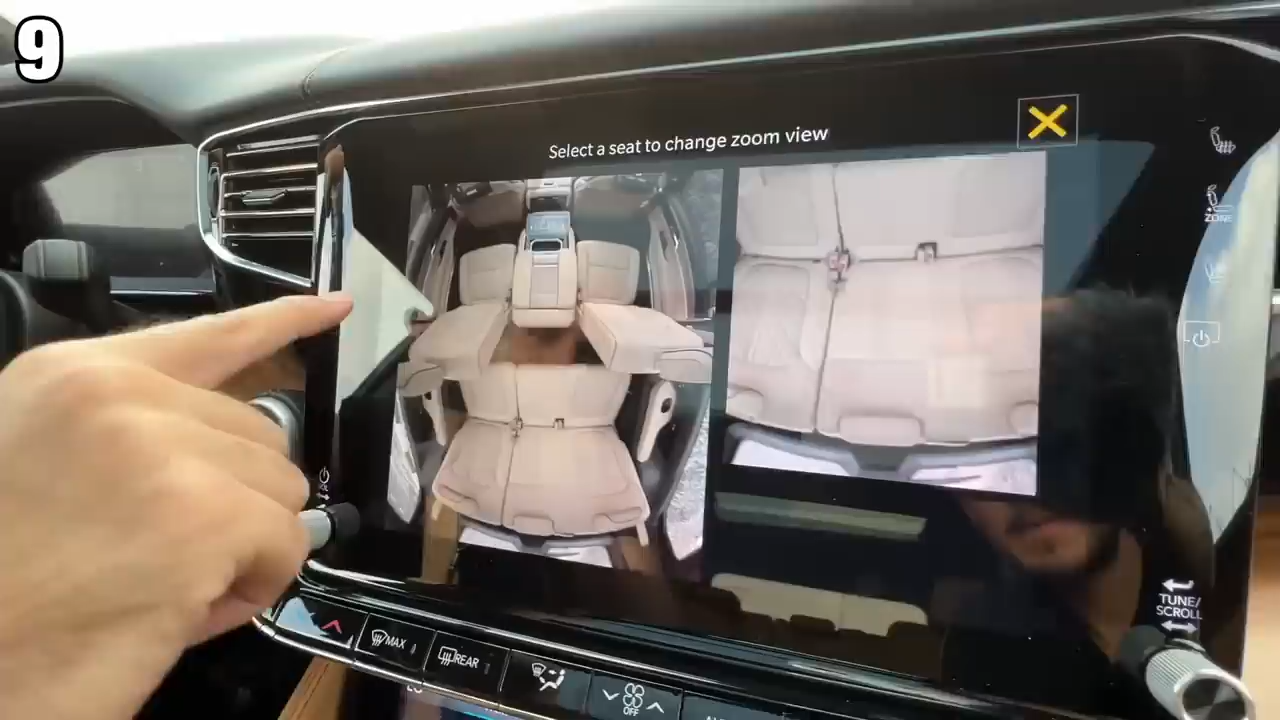 9
Select a seat to change zoom view
ZONE
TUNE/
SCROLL
MAX
REAR
OFF